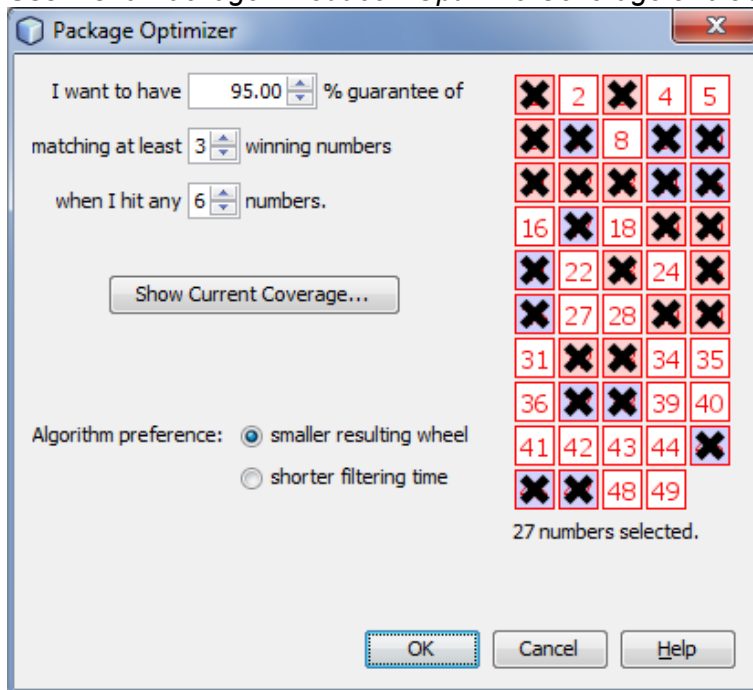 Package Optimizer
I want to have 95.00 % guarantee of
matching at least 3 winning numbers
when I hit any 6 numbers.
Show Current Coverage...
Algorithm preference: smaller resulting wheel
shorter filtering time
2 4 5
8
16 18
22 24
27 28
31 34 35
36 39 40
41 42 43 44
48 49
27 numbers selected.
OK Cancel Help